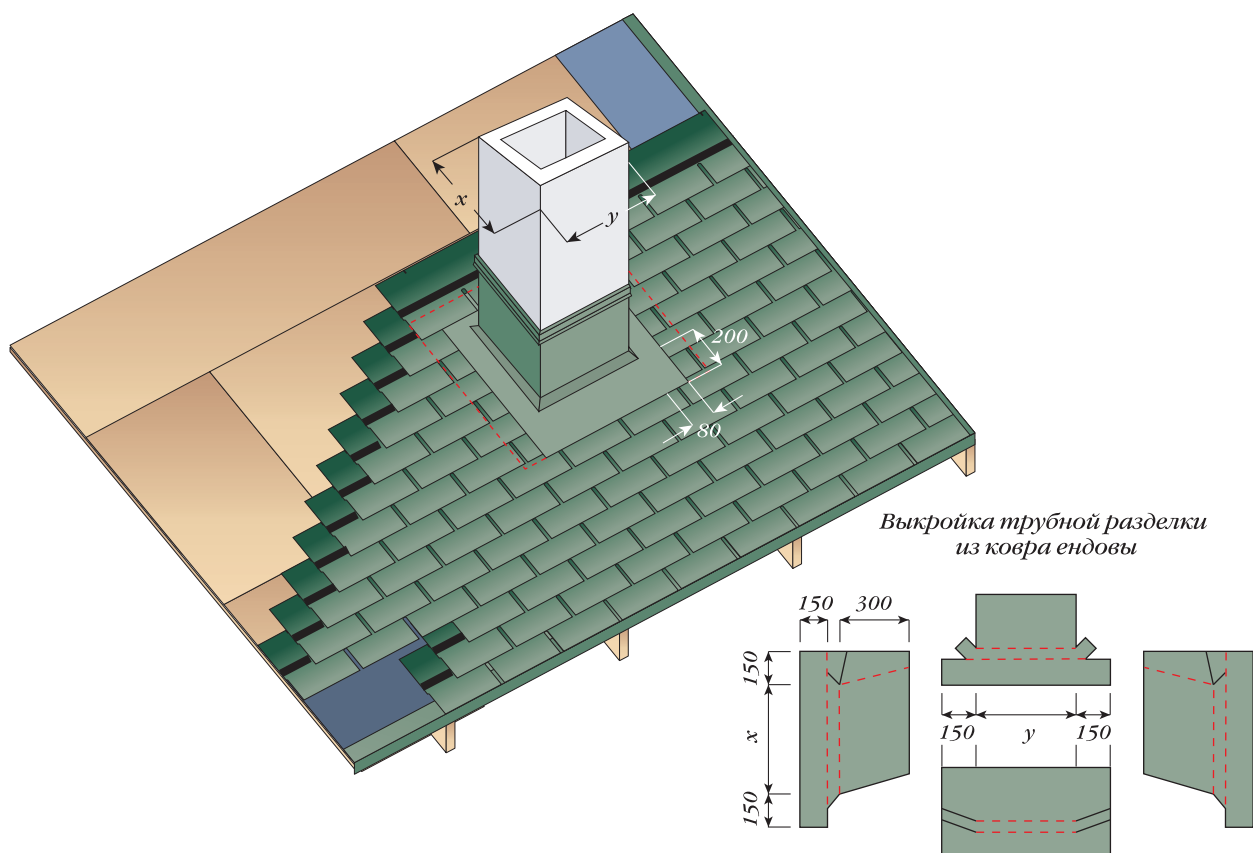 x
y
200
80
Выкройка трубной разделки
из ковра ендовы
150 300
150
x
150
150 y 150